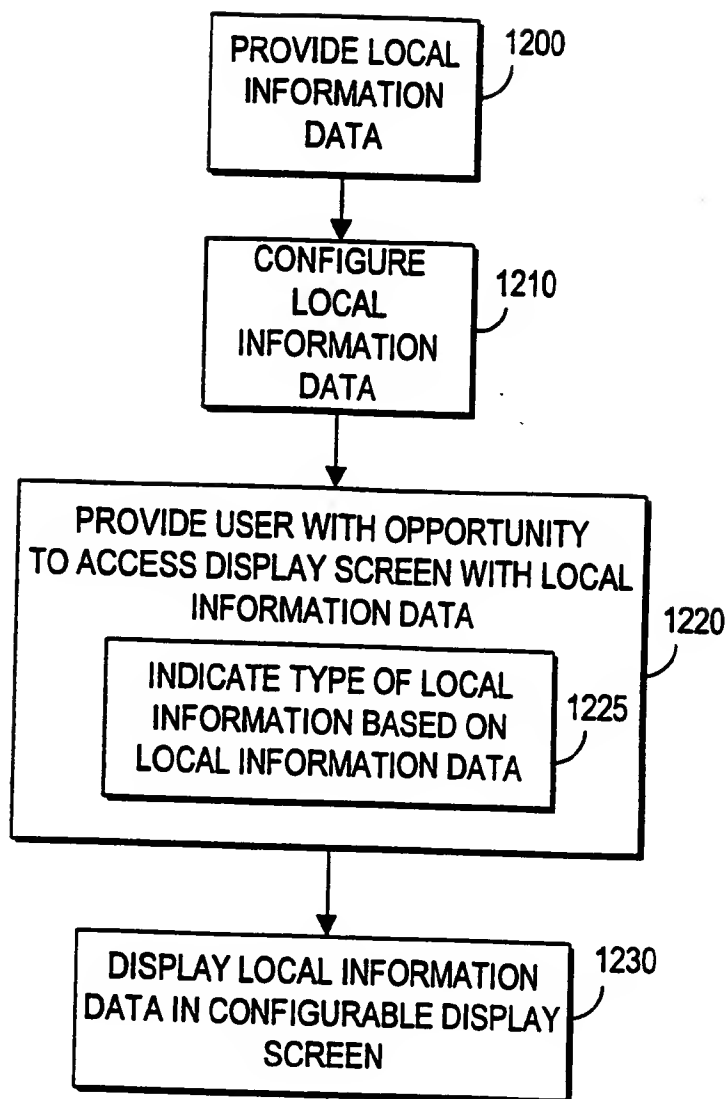 PROVIDE LOCAL
INFORMATION
DATA
1200
CONFIGURE
LOCAL
INFORMATION
DATA
1210
PROVIDE USER WITH OPPORTUNITY
TO ACCESS DISPLAY SCREEN WITH LOCAL
INFORMATION DATA
1220
INDICATE TYPE OF LOCAL
INFORMATION BASED ON
LOCAL INFORMATION DATA
1225
DISPLAY LOCAL INFORMATION
DATA IN CONFIGURABLE DISPLAY
SCREEN
1230